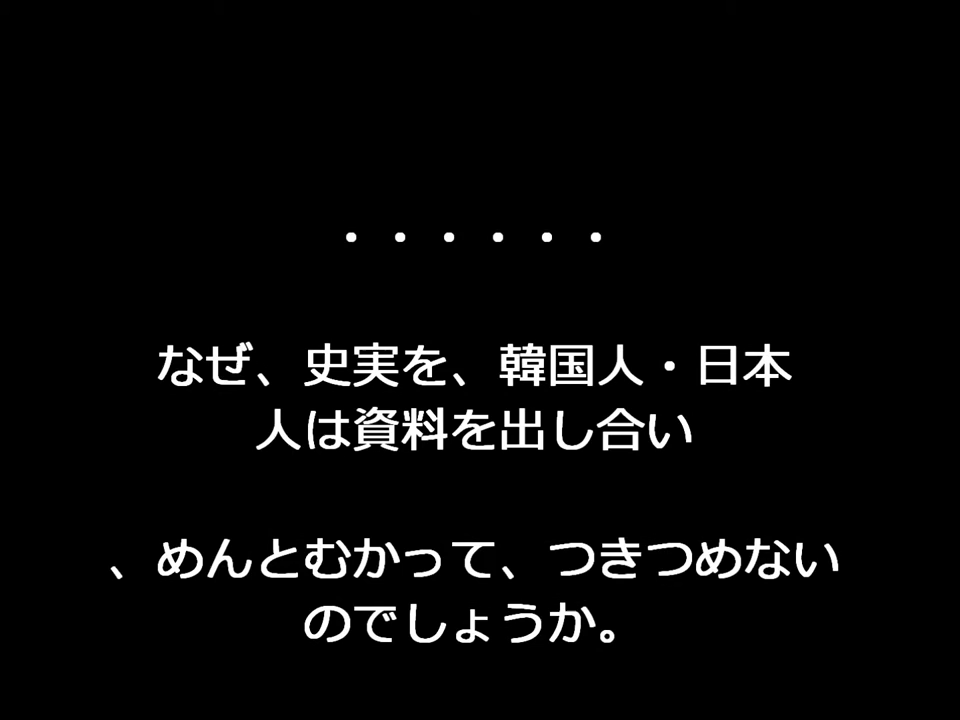 ・・・・・・
なぜ、史実を、韓国人・日本
人は資料を出し合い
、めんとむかって、つきつめない
のでしょうか。